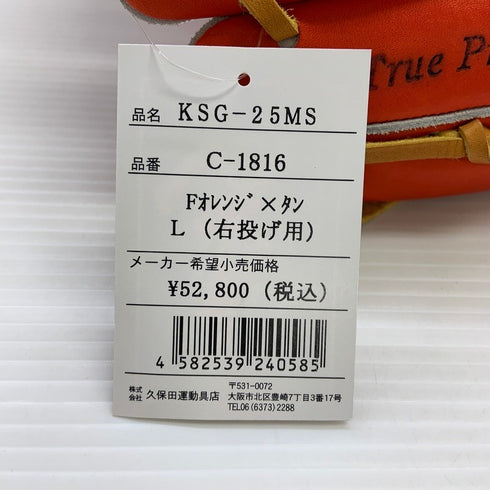 True P
品名 KSG-25MS
品番 C-1816
Fｵﾚﾝｼﾞ×ﾀﾝ
L（右投げ用）
メーカー希望小売価格
¥52,800（税込）
4 582539 240585
株式会社 久保田運動具店
〒531-0072
大阪市北区豊崎7丁目3番17号
TEL06(6373)2288